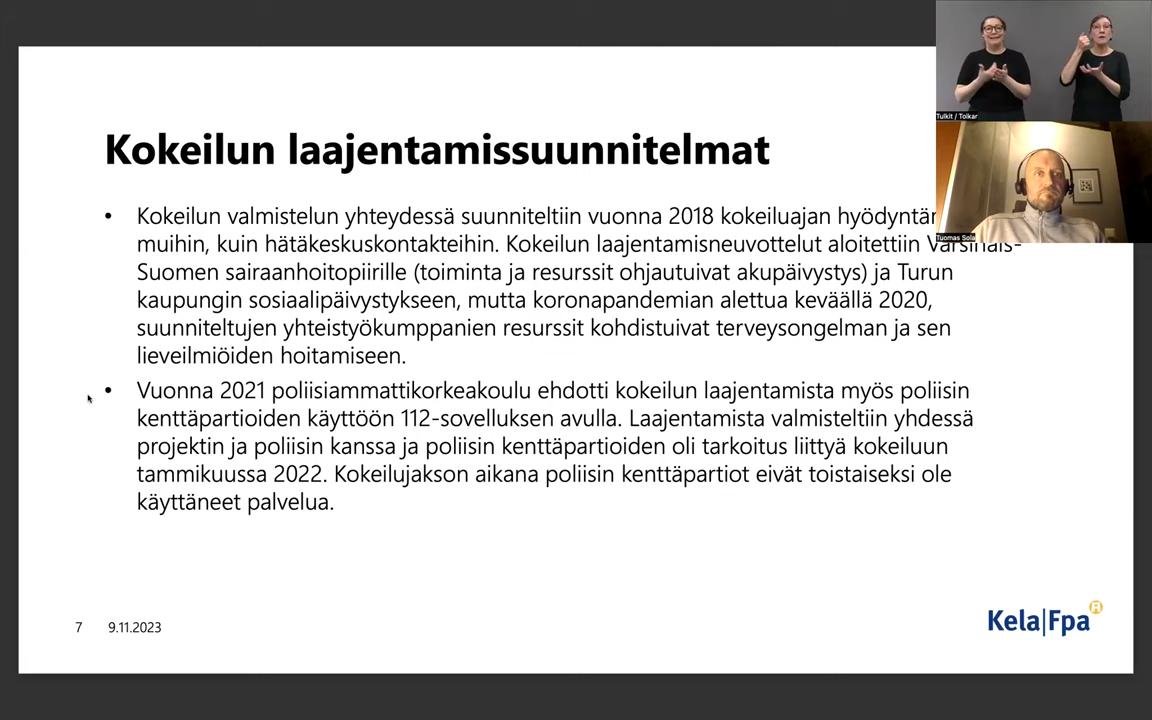 Kokeilun laajentamissuunnitelmat
• Kokeilun valmistelun yhteydessä suunniteltiin vuonna 2018 kokeiluajan
muihin, kuin hätäkeskuskontakteihin. Kokeilun laajentamisneuvottelut aloitettiin Varsinais-
Suomen sairaanhoitopiirille (toiminta ja resurssit ohjautuivat akupäivystys) ja Turun
kaupungin sosiaalipäivystykseen, mutta koronapandemian alettua keväällä 2020,
suunniteltujen yhteistyökumppanien resurssit kohdistuivat terveysongelman ja sen
lieveilmiöiden hoitamiseen.
• Vuonna 2021 poliisiammattikorkeakoulu ehdotti kokeilun laajentamista myös poliisin
kenttäpartioiden käyttöön 112-sovelluksen avulla. Laajentamista valmisteltiin yhdessä
projektin ja poliisin kanssa ja poliisin kenttäpartioiden oli tarkoitus liittyä kokeiluun
tammikuussa 2022. Kokeilujakson aikana poliisin kenttäpartiot eivät toistaiseksi ole
käyttäneet palvelua.
7 9.11.2023
Kela|Fpa
Tulkit / Tolkar
Tuomas Sola